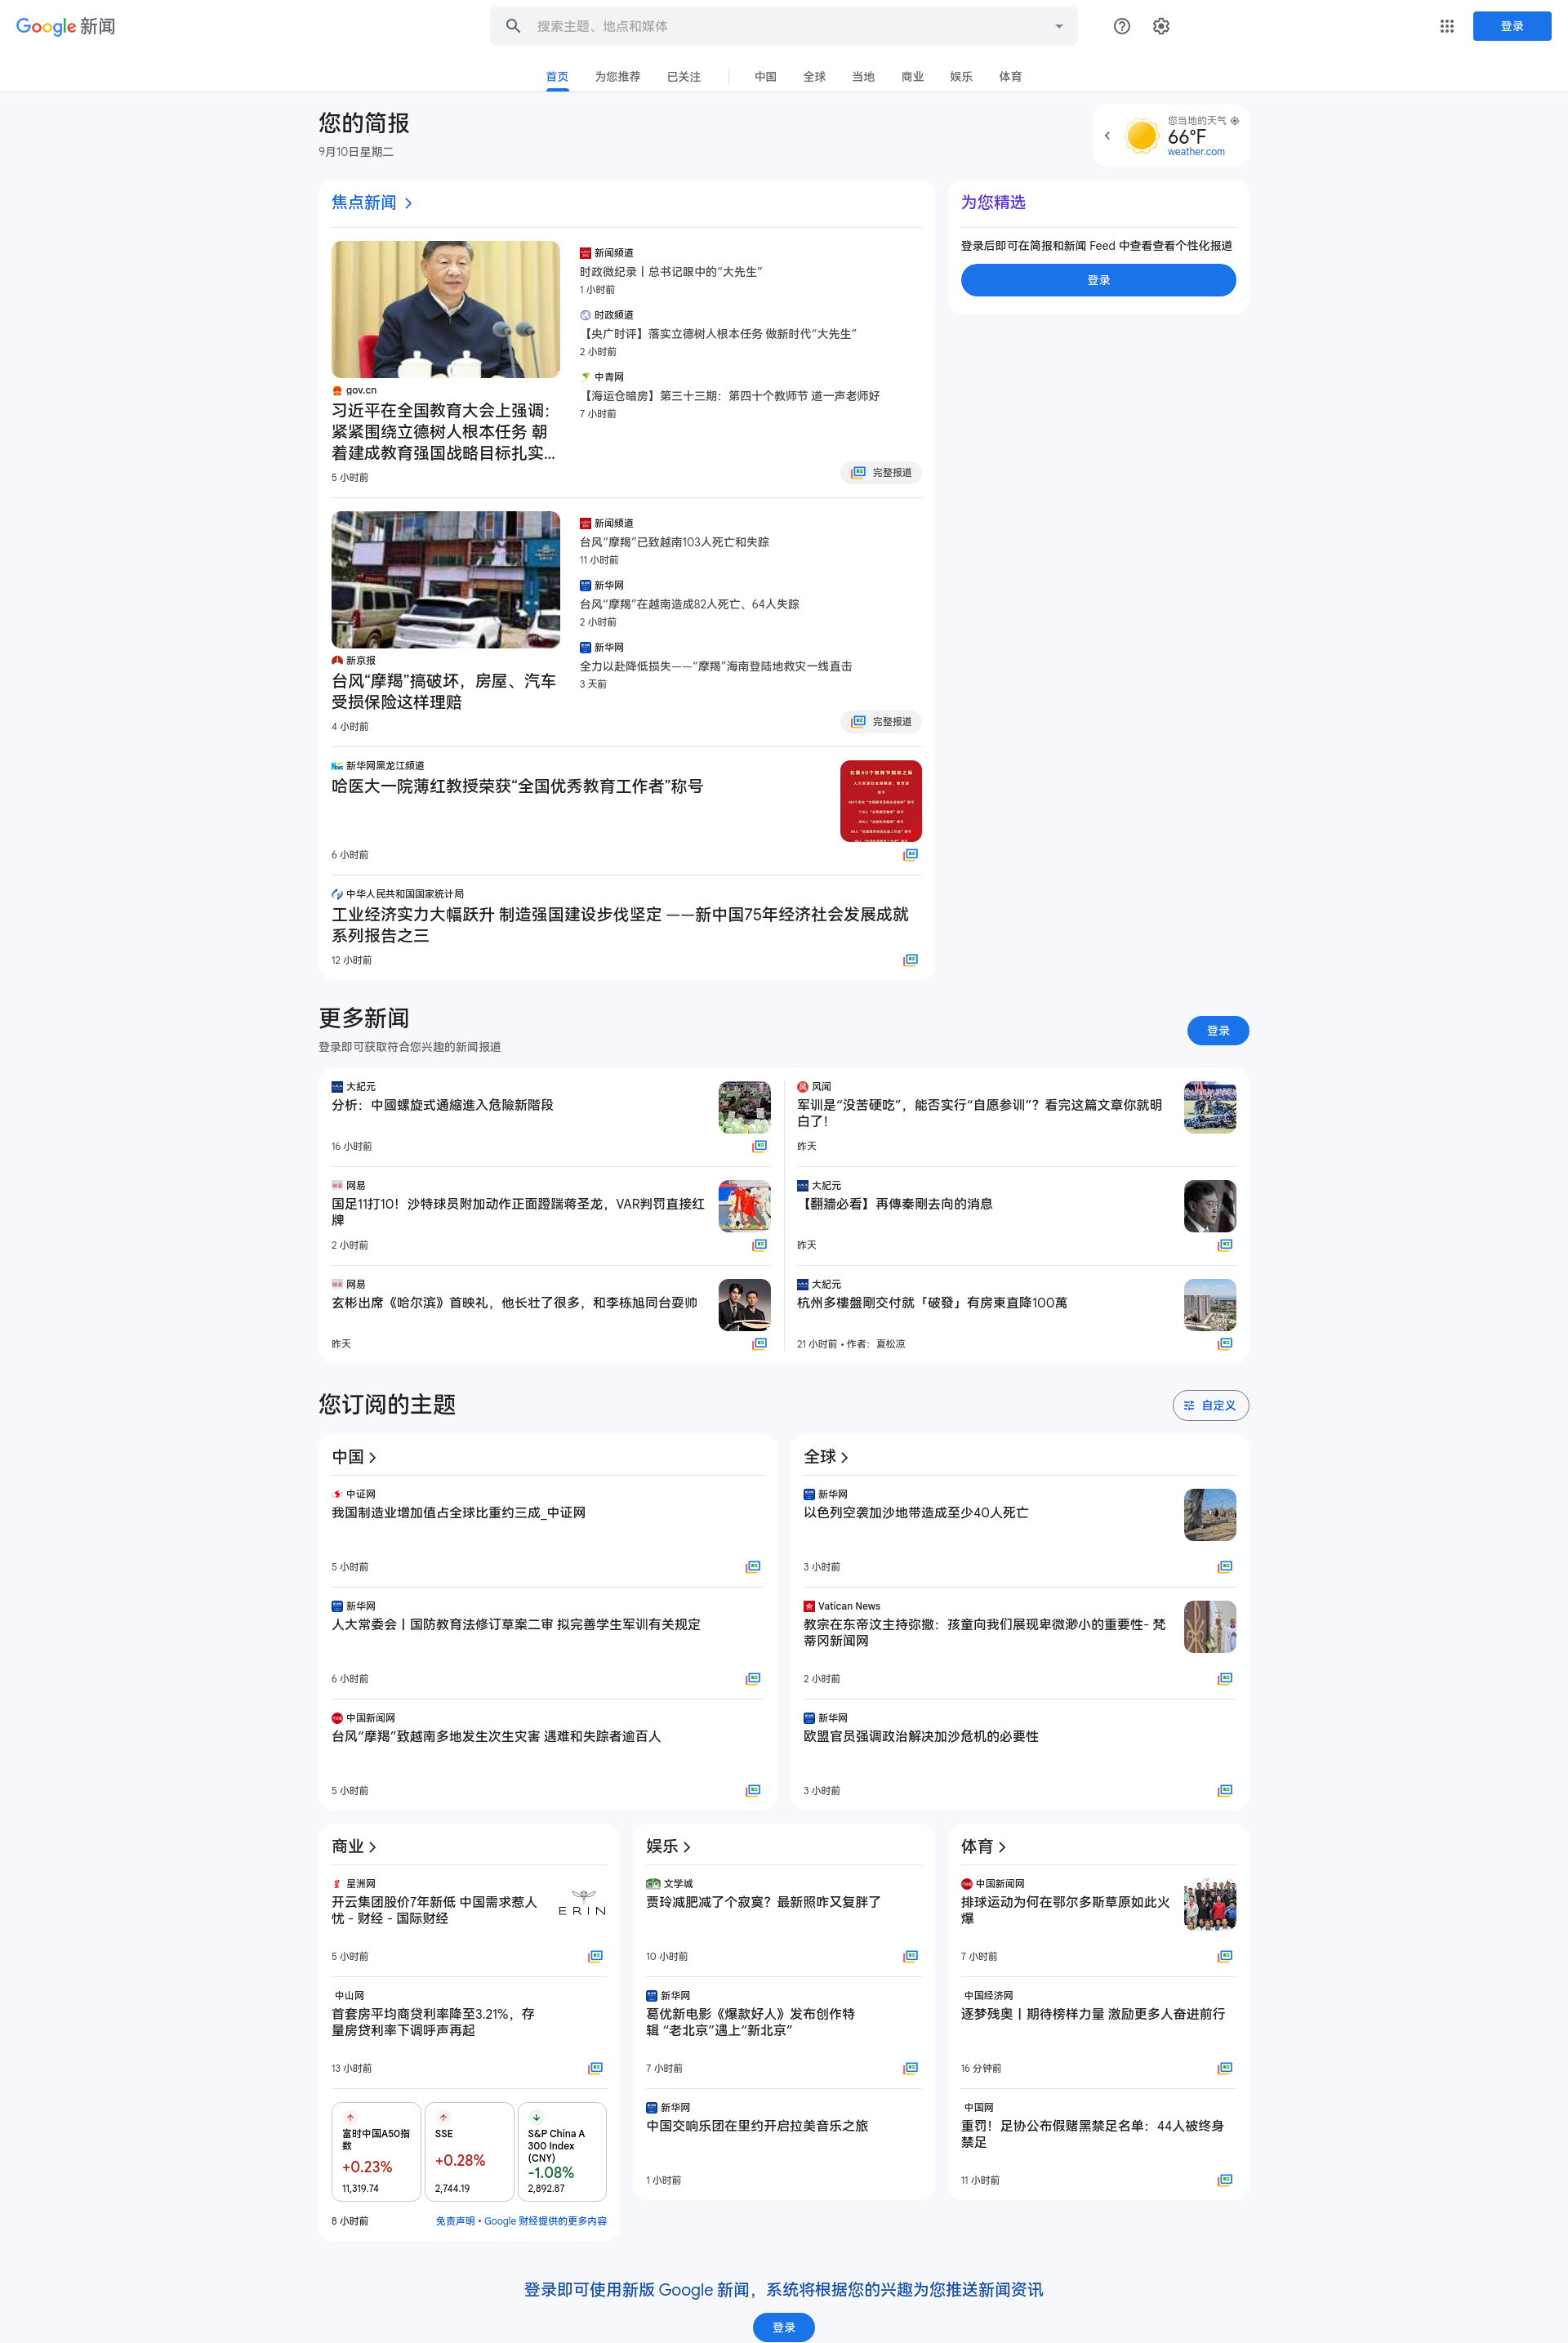 Google 新闻
搜索主题、地点和媒体
登录
首页
为您推荐
已关注
中国
全球
当地
商业
娱乐
体育
您的简报
9月10日星期二
您当地的天气
66°F
weather.com
焦点新闻
gov.cn
习近平在全国教育大会上强调：
紧紧围绕立德树人根本任务 朝
着建成教育强国战略目标扎实...
5 小时前
新闻频道
时政微纪录丨总书记眼中的“大先生”
1 小时前
时政频道
【央广时评】落实立德树人根本任务 做新时代“大先生”
2 小时前
中青网
【海运仓暗房】第三十三期：第四十个教师节 道一声老师好
7 小时前
完整报道
新京报
台风“摩羯”搞破坏，房屋、汽车
受损保险这样理赔
4 小时前
新闻频道
台风“摩羯”已致越南103人死亡和失踪
11 小时前
新华网
台风“摩羯”在越南造成82人死亡、64人失踪
2 小时前
新华网
全力以赴降低损失——“摩羯”海南登陆地救灾一线直击
3 天前
完整报道
新华网黑龙江频道
哈医大一院薄红教授荣获“全国优秀教育工作者”称号
6 小时前
中华人民共和国国家统计局
工业经济实力大幅跃升 制造强国建设步伐坚定 ——新中国75年经济社会发展成就
系列报告之三
12 小时前
为您精选
登录后即可在简报和新闻 Feed 中查看查看个性化报道
登录
更多新闻
登录即可获取符合您兴趣的新闻报道
登录
大紀元
分析：中國螺旋式通縮進入危險新階段
16 小时前
网易
国足11打10！沙特球员附加动作正面蹬踹蒋圣龙，VAR判罚直接红
牌
2 小时前
网易
玄彬出席《哈尔滨》首映礼，他长壮了很多，和李栋旭同台耍帅
昨天
风闻
军训是“没苦硬吃”，能否实行“自愿参训”？看完这篇文章你就明
白了！
昨天
大紀元
【翻牆必看】再傳秦剛去向的消息
昨天
大紀元
杭州多樓盤剛交付就「破發」有房東直降100萬
21 小时前 • 作者：夏松凉
您订阅的主题
自定义
中国
中证网
我国制造业增加值占全球比重约三成_中证网
5 小时前
新华网
人大常委会丨国防教育法修订草案二审 拟完善学生军训有关规定
6 小时前
中国新闻网
台风“摩羯”致越南多地发生次生灾害 遇难和失踪者逾百人
5 小时前
全球
新华网
以色列空袭加沙地带造成至少40人死亡
3 小时前
Vatican News
教宗在东帝汶主持弥撒：孩童向我们展现卑微渺小的重要性- 梵
蒂冈新闻网
2 小时前
新华网
欧盟官员强调政治解决加沙危机的必要性
3 小时前
商业
星洲网
开云集团股价7年新低 中国需求惹人
忧 - 财经 - 国际财经
ERIN
5 小时前
中山网
首套房平均商贷利率降至3.21%，存
量房贷利率下调呼声再起
13 小时前
富时中国A50指
数
+0.23%
11,319.74
SSE
+0.28%
2,744.19
S&P China A
300 Index
(CNY)
-1.08%
2,892.87
8 小时前
免责声明 • Google 财经提供的更多内容
娱乐
文学城
贾玲减肥减了个寂寞？最新照咋又复胖了
10 小时前
新华网
葛优新电影《爆款好人》发布创作特
辑 “老北京”遇上“新北京”
7 小时前
新华网
中国交响乐团在里约开启拉美音乐之旅
1 小时前
体育
中国新闻网
排球运动为何在鄂尔多斯草原如此火
爆
7 小时前
中国经济网
逐梦残奥丨期待榜样力量 激励更多人奋进前行
16 分钟前
中国网
重罚！足协公布假赌黑禁足名单：44人被终身
禁足
11 小时前
登录即可使用新版 Google 新闻，系统将根据您的兴趣为您推送新闻资讯
登录